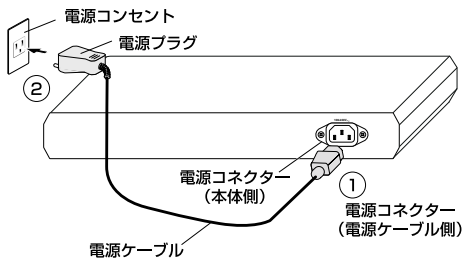 電源コンセント
電源プラグ
②
電源コネクター
（本体側）
①
電源コネクター
（電源ケーブル側）
電源ケーブル